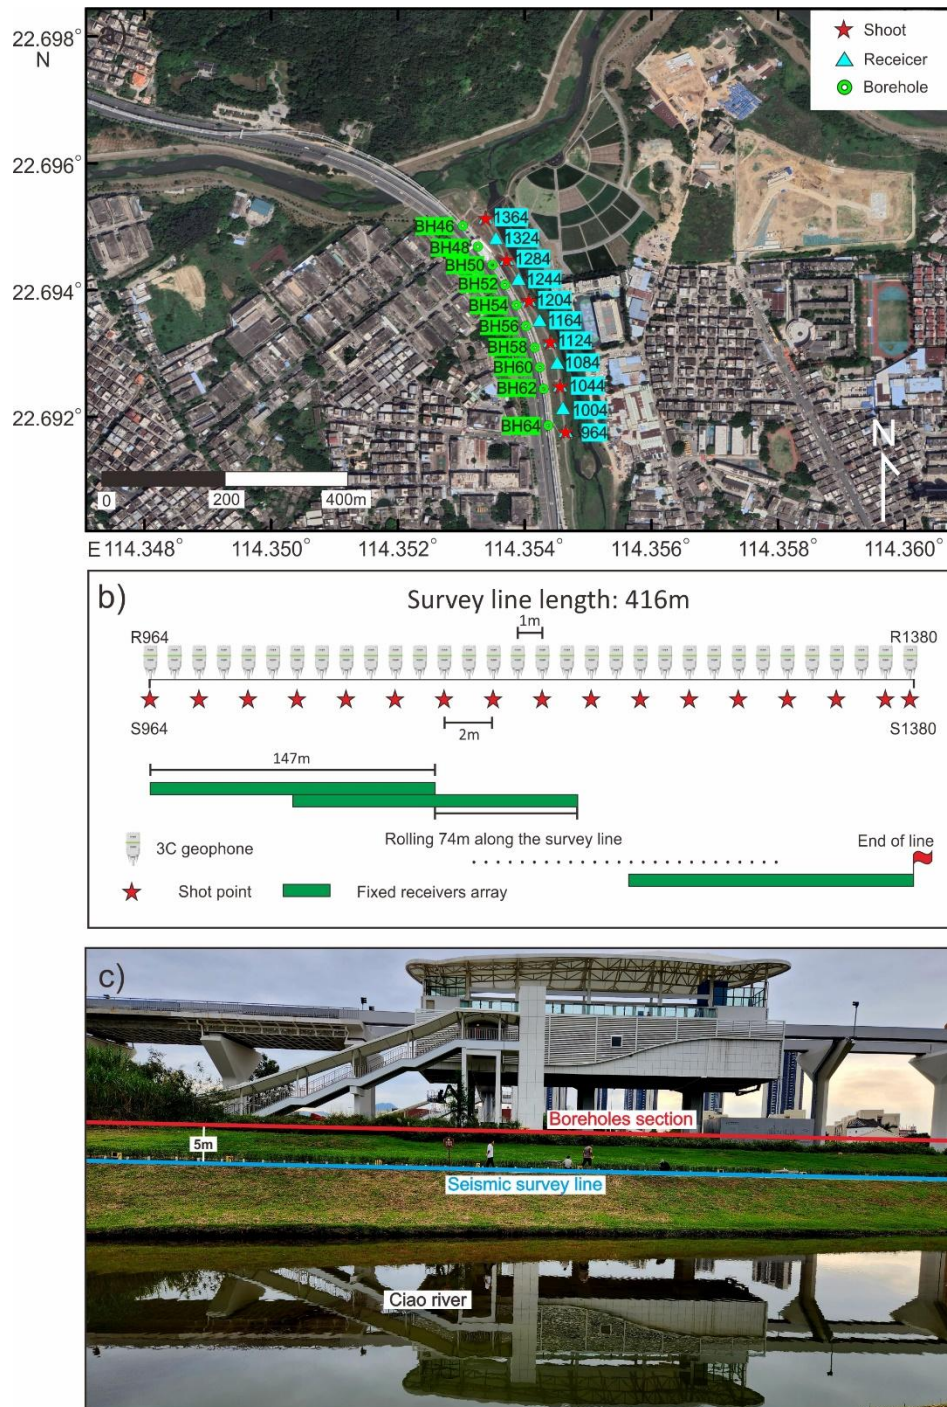 a)
22.698°
N
22.696°
22.694°
22.692°
Shoot
Receicer
Borehole
BH46
BH48
BH50
BH52
BH54
BH56
BH58
BH60
BH62
BH64
1364
1324
1284
1244
1204
1164
1124
1084
1044
1004
964
N
0 200 400m
E 114.348° 114.350° 114.352° 114.354° 114.356° 114.358° 114.360°
b)
Survey line length: 416m
1m
R964 R1380
S964 S1380
2m
147m
Rolling 74m along the survey line
End of line
3C geophone
Shot point
Fixed receivers array
c)
Boreholes section
5m
Seismic survey line
Ciao river